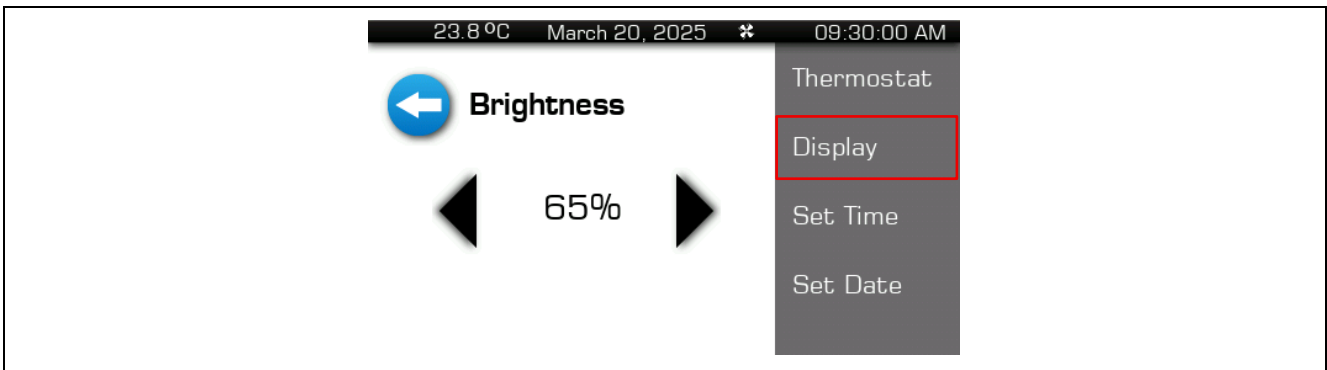 23.8 ºC March 20, 2025 09:30:00 AM
Brightness
65%
Thermostat
Display
Set Time
Set Date